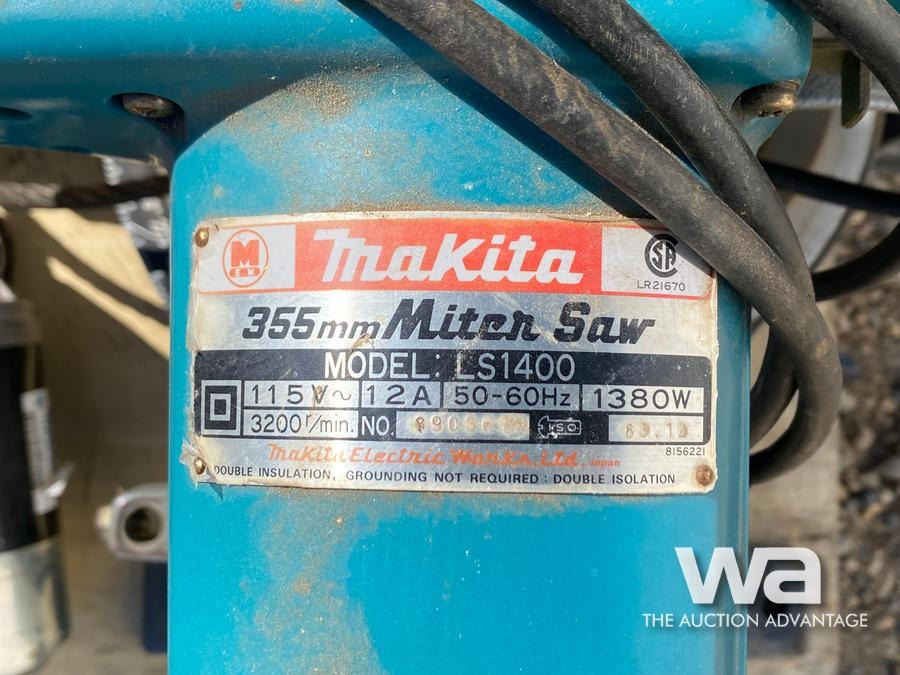 M
E.W
makita
SA
LR21670
355mm Miter Saw
MODEL: LS1400
115V~ 12A 50-60Hz 1380W
3200r/min. NO.
8156221
Makita Electric Works, Ltd. Japan
DOUBLE INSULATION, GROUNDING NOT REQUIRED : DOUBLE ISOLATION
wa
THE AUCTION ADVANTAGE